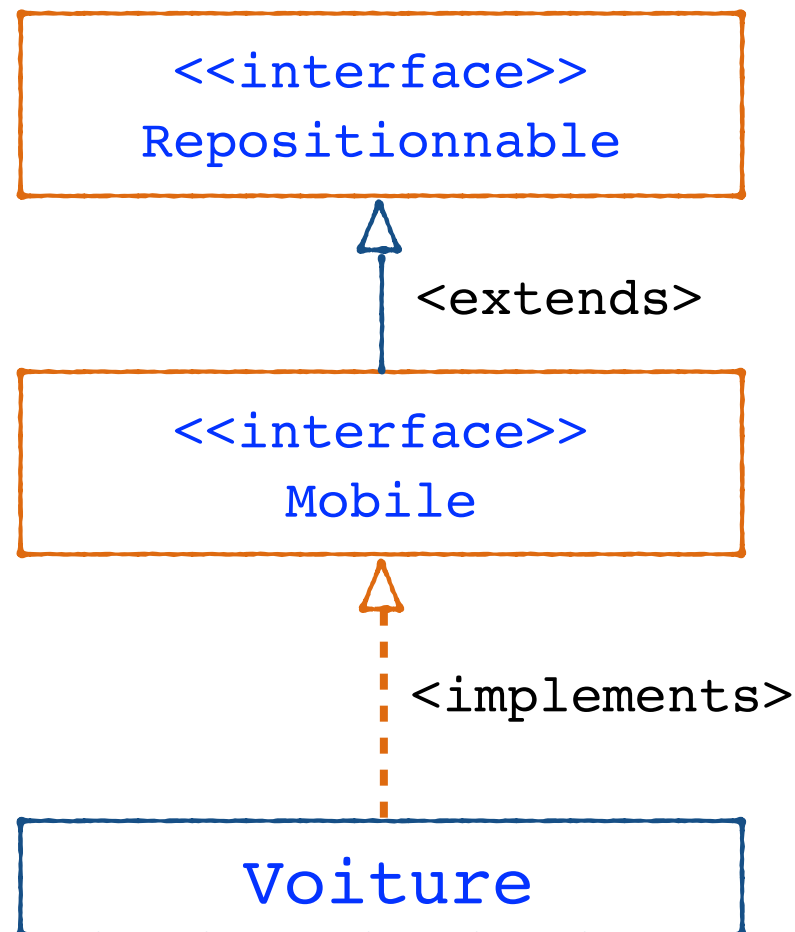 <<interface>>
Repositionnable
<extends>
<<interface>>
Mobile
<implements>
Voiture